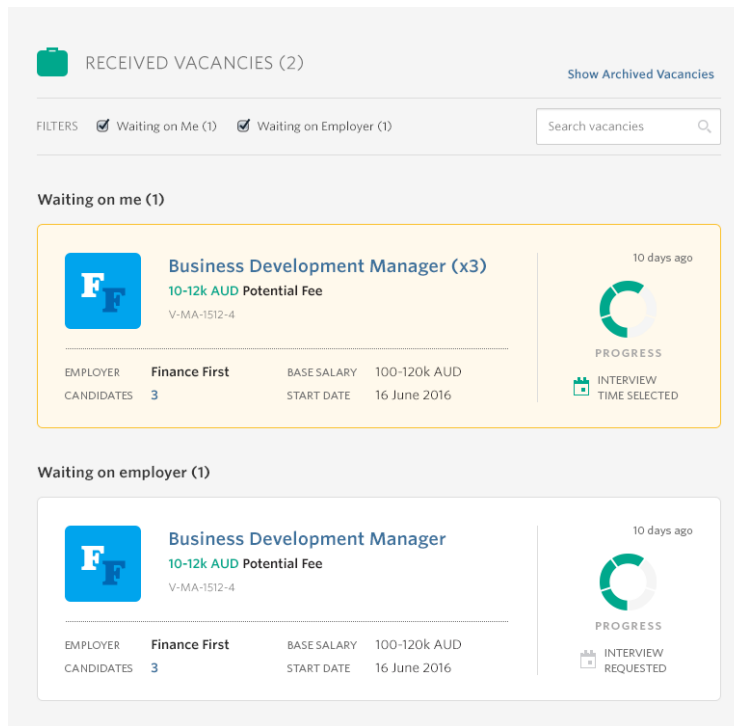 RECEIVED VACANCIES (2)
Show Archived Vacancies
FILTERS Waiting on Me (1) Waiting on Employer (1) Search vacancies
Waiting on me (1)
10 days ago
FF
Business Development Manager (x3)
10-12k AUD Potential Fee
V-MA-1512-4
PROGRESS
EMPLOYER Finance First BASE SALARY 100-120k AUD
CANDIDATES 3 START DATE 16 June 2016
INTERVIEW
TIME SELECTED
Waiting on employer (1)
10 days ago
FF
Business Development Manager
10-12k AUD Potential Fee
V-MA-1512-4
PROGRESS
EMPLOYER Finance First BASE SALARY 100-120k AUD
CANDIDATES 3 START DATE 16 June 2016
INTERVIEW
REQUESTED